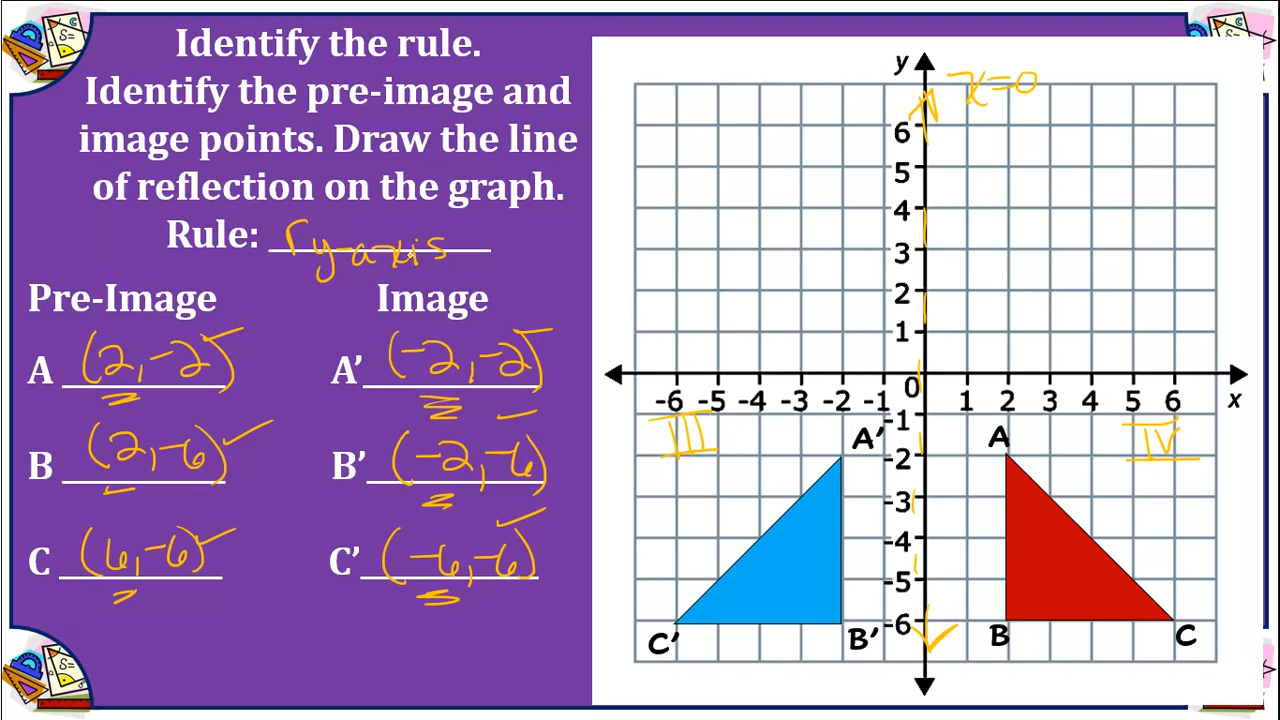 Identify the rule.
Identify the pre-image and
image points. Draw the line
of reflection on the graph.
Rule: r y-axis
Pre-Image Image
A (2, -2) A' (-2, -2)
B (2, -6) B' (-2, -6)
C (6, -6) C' (-6, -6)
y x=0
6
5
4
3
2
1
0
-6 -5 -4 -3 -2 -1 1 2 3 4 5 6 x
-1
-2
-3
-4
-5
-6
III IV
A' A
C' B' B C